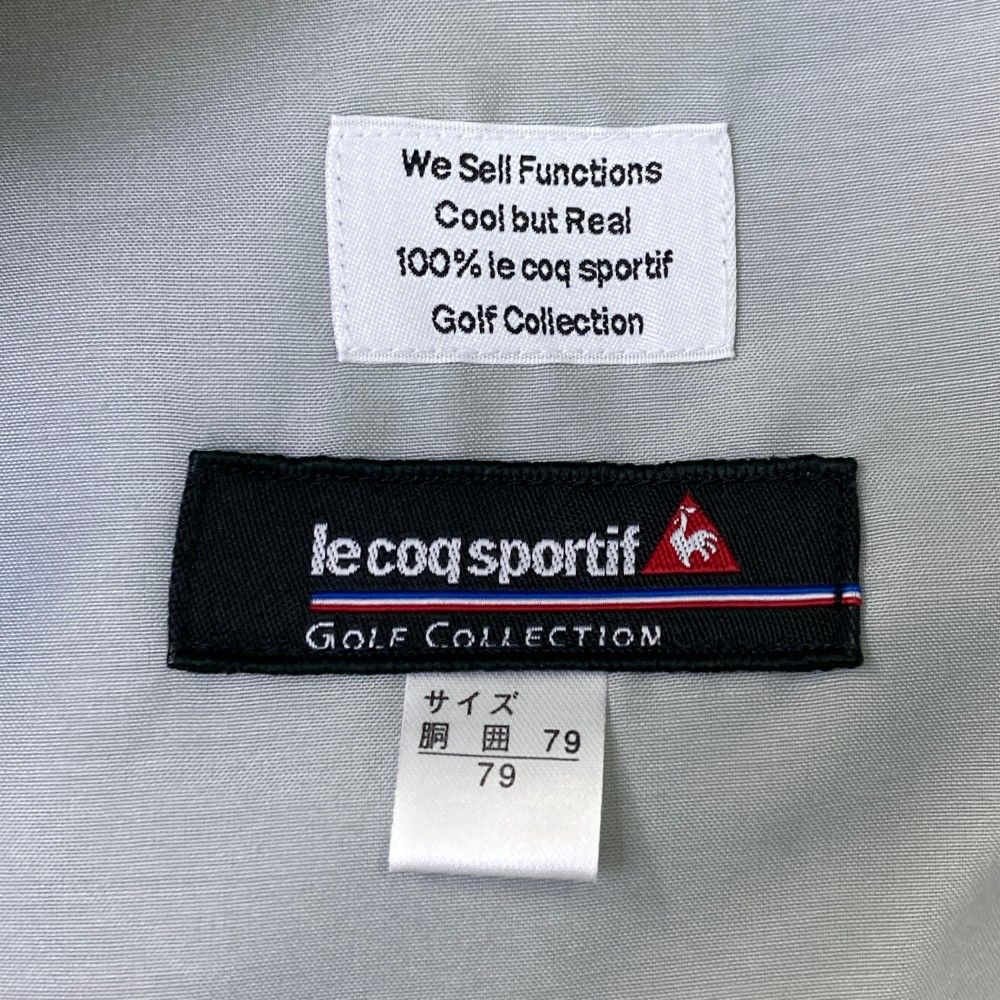 We Sell Functions
Cool but Real
100% le coq sportif
Golf Collection
le coq sportif
GOLF COLLECTION
サイズ
胴 囲 79
79